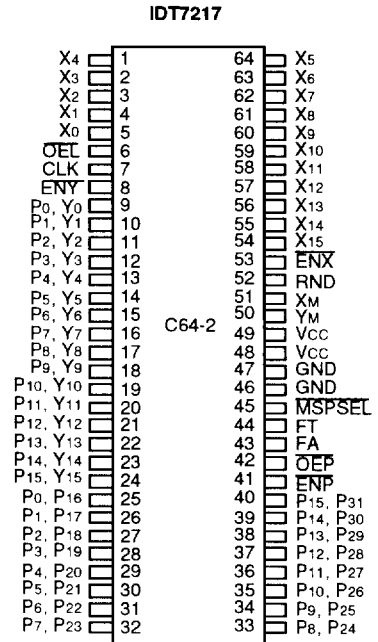 IDT7217
X4 1 64 X5
X3 2 63 X6
X2 3 62 X7
X1 4 61 X8
X0 5 60 X9
OEL 6 59 X10
CLK 7 58 X11
ENY 8 57 X12
P0, Y0 9 56 X13
P1, Y1 10 55 X14
P2, Y2 11 54 X15
P3, Y3 12 53 ENX
P4, Y4 13 52 RND
P5, Y5 14 51 XM
P6, Y6 15 50 YM
C64-2
P7, Y7 16 49 VCC
P8, Y8 17 48 VCC
P9, Y9 18 47 GND
P10, Y10 19 46 GND
P11, Y11 20 45 MSPSEL
P12, Y12 21 44 FT
P13, Y13 22 43 FA
P14, Y14 23 42 OEP
P15, Y15 24 41 ENP
P0, P16 25 40 P15, P31
P1, P17 26 39 P14, P30
P2, P18 27 38 P13, P29
P3, P19 28 37 P12, P28
P4, P20 29 36 P11, P27
P5, P21 30 35 P10, P26
P6, P22 31 34 P9, P25
P7, P23 32 33 P8, P24